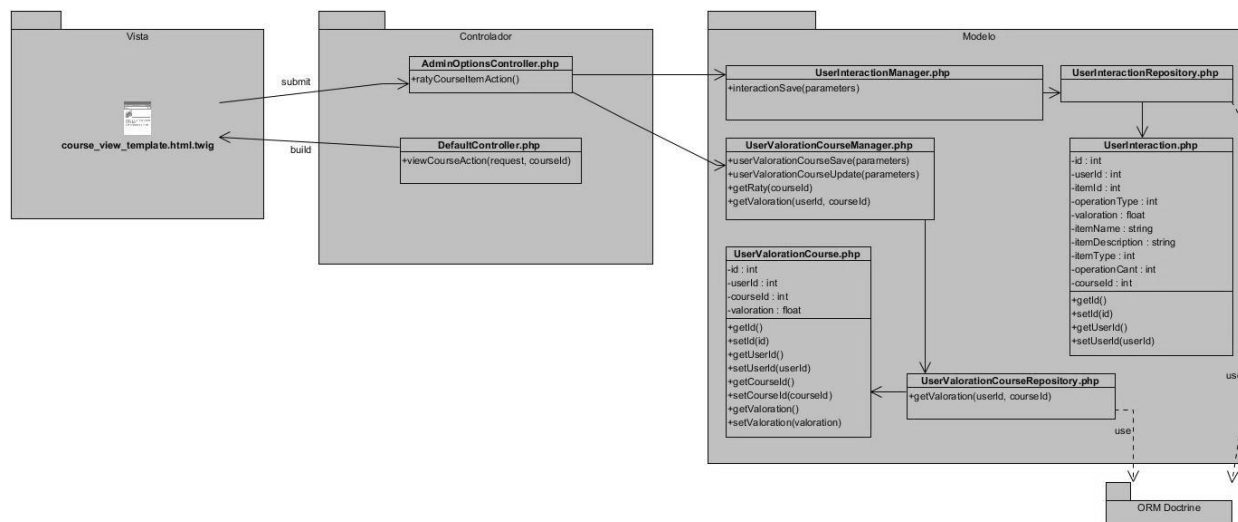 Vista
course_view_template.html.twig
submit
build
Controlador
AdminOptionsController.php
+ratyCourseItemAction()
DefaultController.php
+viewCourseAction(request, courseId)
Modelo
UserInteractionManager.php
+interactionSave(parameters)
UserInteractionRepository.php
UserValorationCourseManager.php
+userValorationCourseSave(parameters)
+userValorationCourseUpdate(parameters)
+getRaty(courseId)
+getValoration(userId, courseId)
UserInteraction.php
-id : int
-userId : int
-itemId : int
-operationType : int
-valoration : float
-itemName : string
-itemDescription : string
-itemType : int
-operationCant : int
-courseId : int
+getId()
+setId(id)
+getUserId()
+setUserId(userId)
UserValorationCourse.php
-id : int
-userId : int
-courseId : int
-valoration : float
+getId()
+setId(id)
+getUserId()
+setUserId(userId)
+getCourseId()
+setCourseId(courseId)
+getValoration()
+setValoration(valoration)
UserValorationCourseRepository.php
+getValoration(userId, courseId)
use
ORM Doctrine